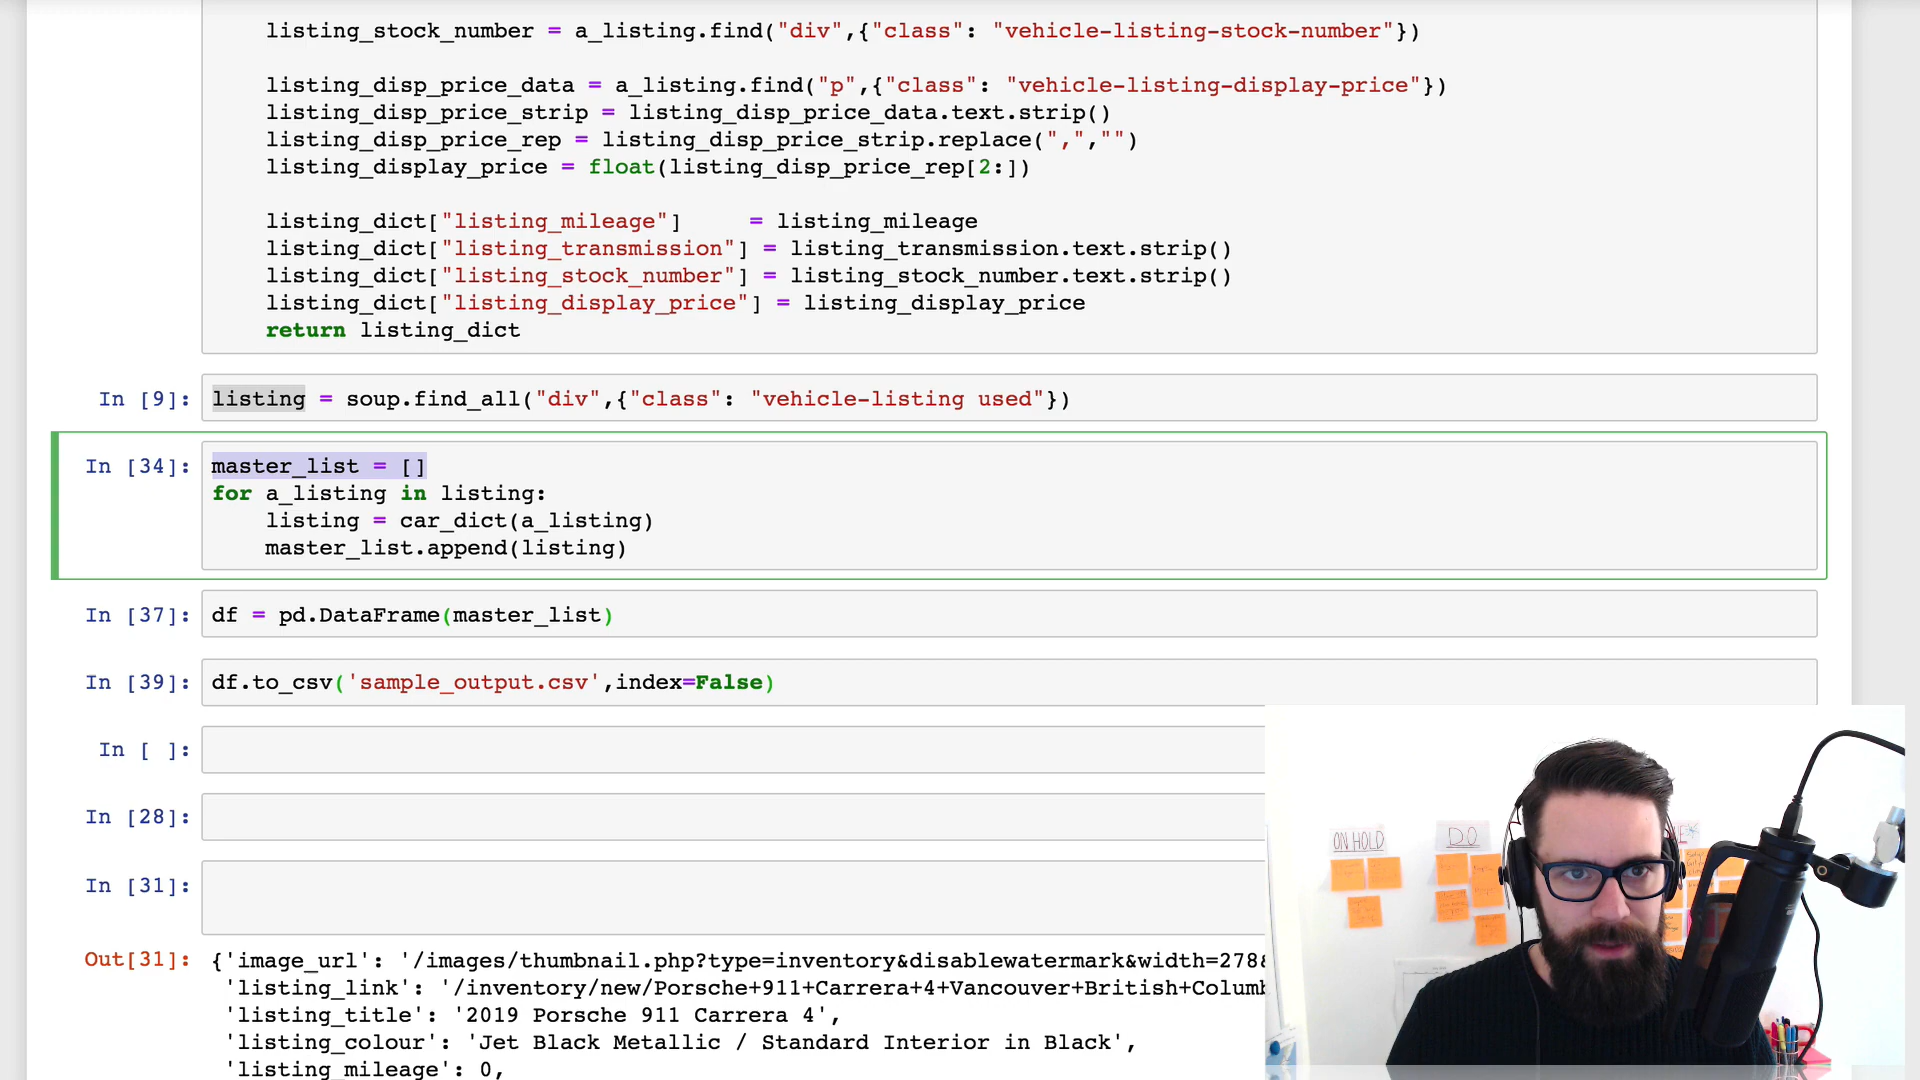 listing_stock_number = a_listing.find("div",{"class": "vehicle-listing-stock-number"})
listing_disp_price_data = a_listing.find("p",{"class": "vehicle-listing-display-price"})
listing_disp_price_strip = listing_disp_price_data.text.strip()
listing_disp_price_rep = listing_disp_price_strip.replace(",","")
listing_display_price = float(listing_disp_price_rep[2:])
listing_dict["listing_mileage"]     = listing_mileage
listing_dict["listing_transmission"] = listing_transmission.text.strip()
listing_dict["listing_stock_number"] = listing_stock_number.text.strip()
listing_dict["listing_display_price"] = listing_display_price
return listing_dict
In [9]: listing = soup.find_all("div",{"class": "vehicle-listing used"})
In [34]: master_list = []
for a_listing in listing:
    listing = car_dict(a_listing)
    master_list.append(listing)
In [37]: df = pd.DataFrame(master_list)
In [39]: df.to_csv('sample_output.csv',index=False)
In [ ]:
In [28]:
In [31]:
Out[31]: {'image_url': '/images/thumbnail.php?type=inventory&disablewatermark&width=278&
'listing_link': '/inventory/new/Porsche+911+Carrera+4+Vancouver+British+Columb
'listing_title': '2019 Porsche 911 Carrera 4',
'listing_colour': 'Jet Black Metallic / Standard Interior in Black',
'listing_mileage': 0,
ON HOLD
DO